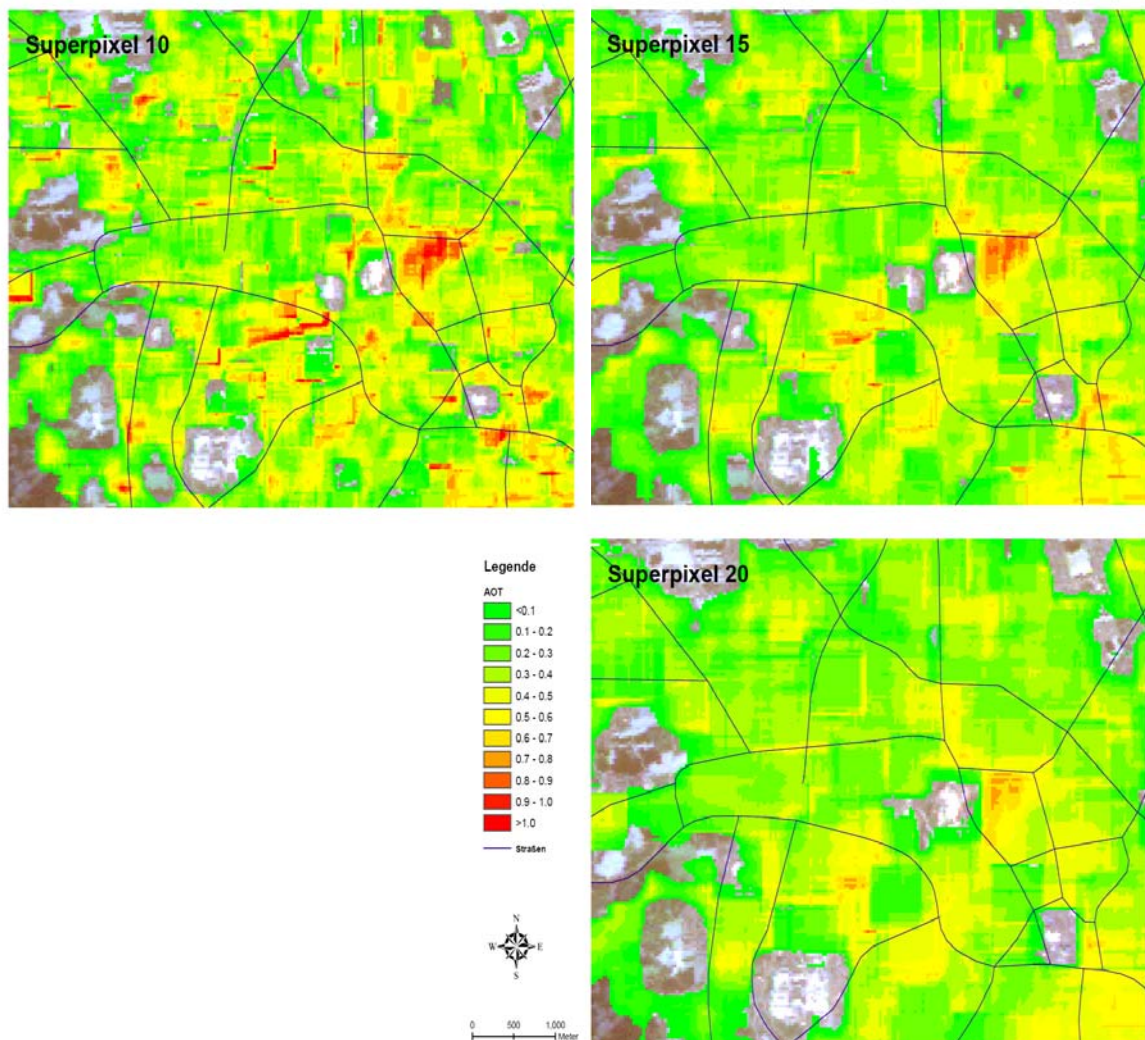 Superpixel 10
Superpixel 15
Superpixel 20
Legende
AOT
<0.1
0.1 - 0.2
0.2 - 0.3
0.3 - 0.4
0.4 - 0.5
0.5 - 0.6
0.6 - 0.7
0.7 - 0.8
0.8 - 0.9
0.9 - 1.0
>1.0
Straßen
N
W E
S
0 500 1,000
Meter